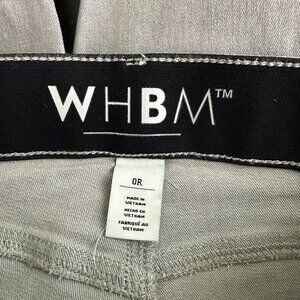 WHBM™
0R
MADE IN
VIETNAM
HECHO EN
VIETNAM
FABRIQUÉ AU
VIETNAM